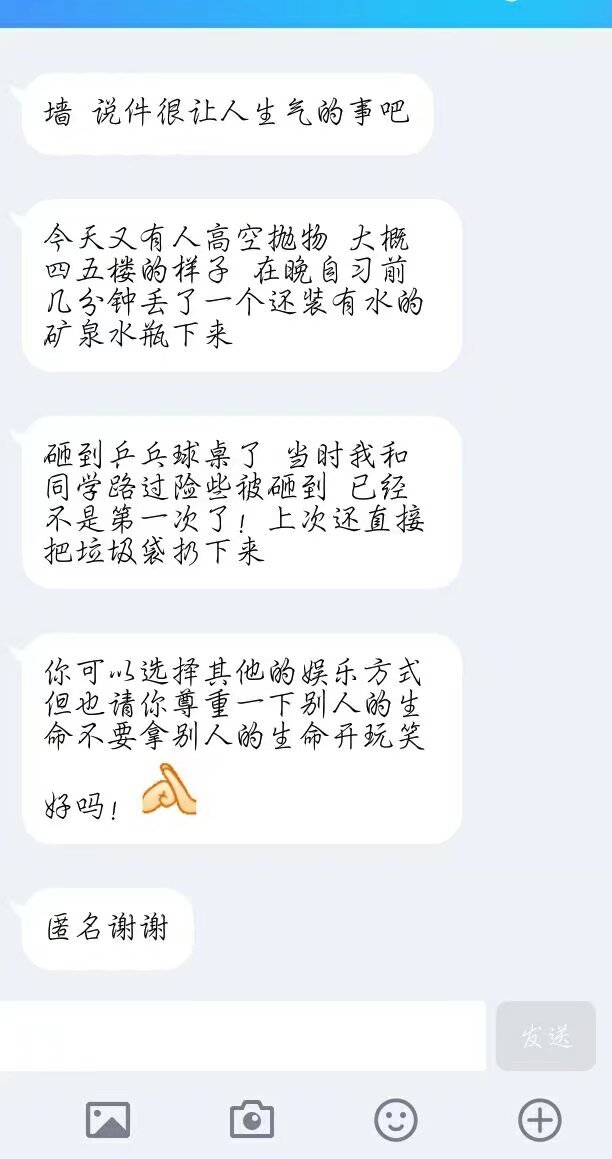 墙 说件很让人生气的事吧
今天又有人高空抛物 大概
四五楼的样子 在晚自习前
几分钟丢了一个还装有水的
矿泉水瓶下来
砸到乒乓球桌了 当时我和
同学路过险些被砸到 已经
不是第一次了！上次还直接
把垃圾袋扔下来
你可以选择其他的娱乐方式
但也请你尊重一下别人的生
命不要拿别人的生命开玩笑
好吗！
匿名谢谢
发送